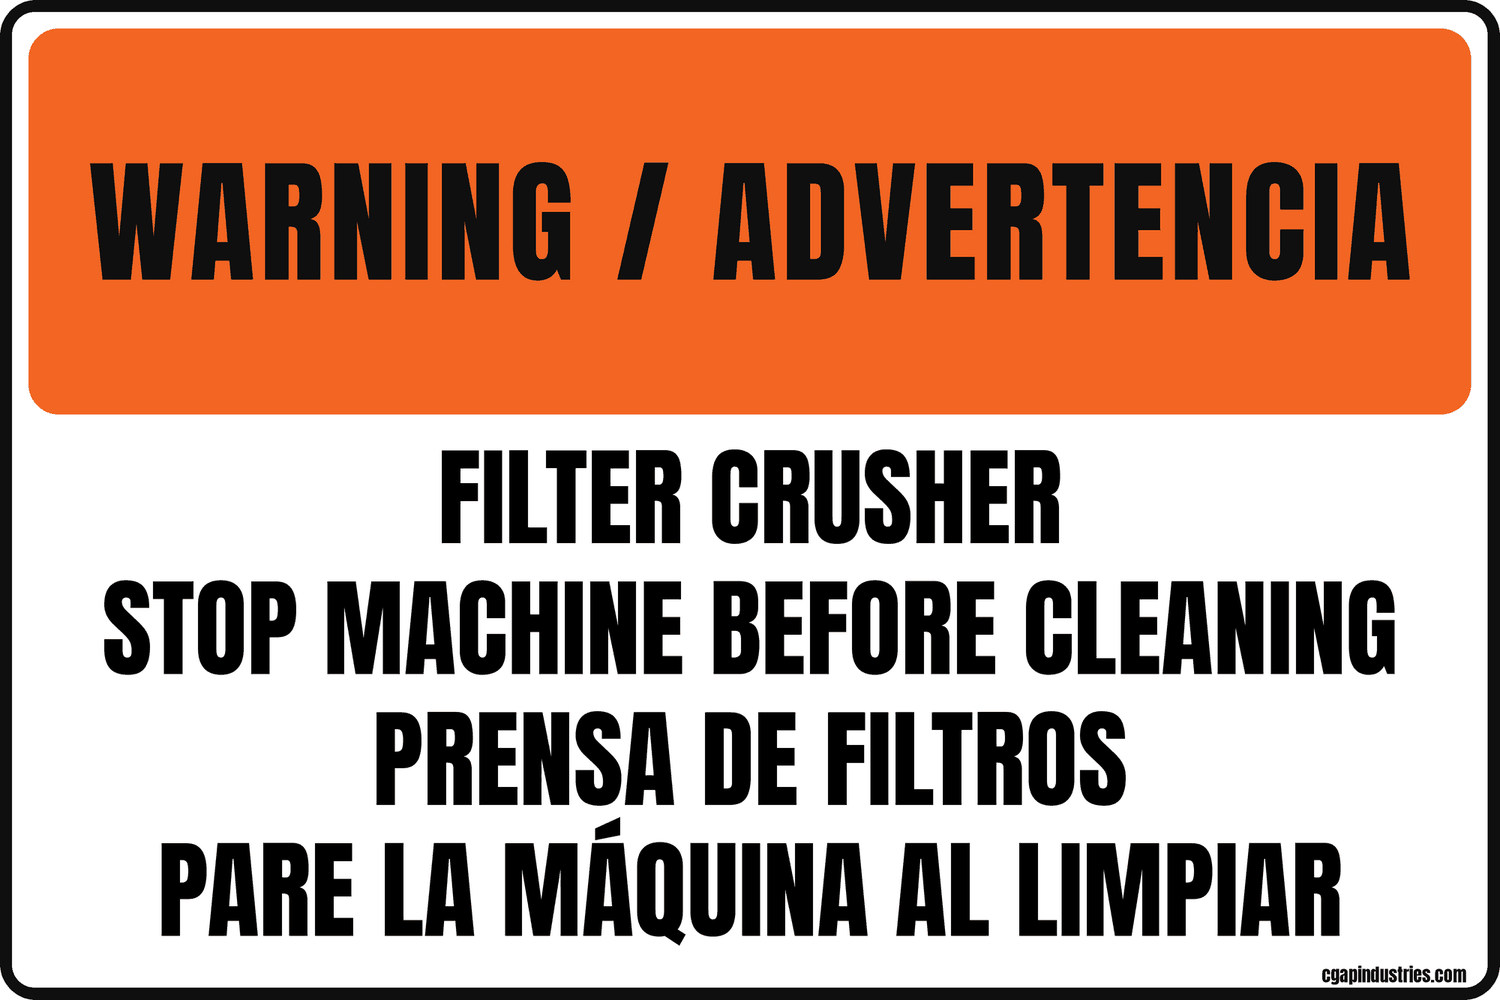 WARNING / ADVERTENCIA
FILTER CRUSHER
STOP MACHINE BEFORE CLEANING
PRENSA DE FILTROS
PARE LA MÁQUINA AL LIMPIAR
cgapindustries.com